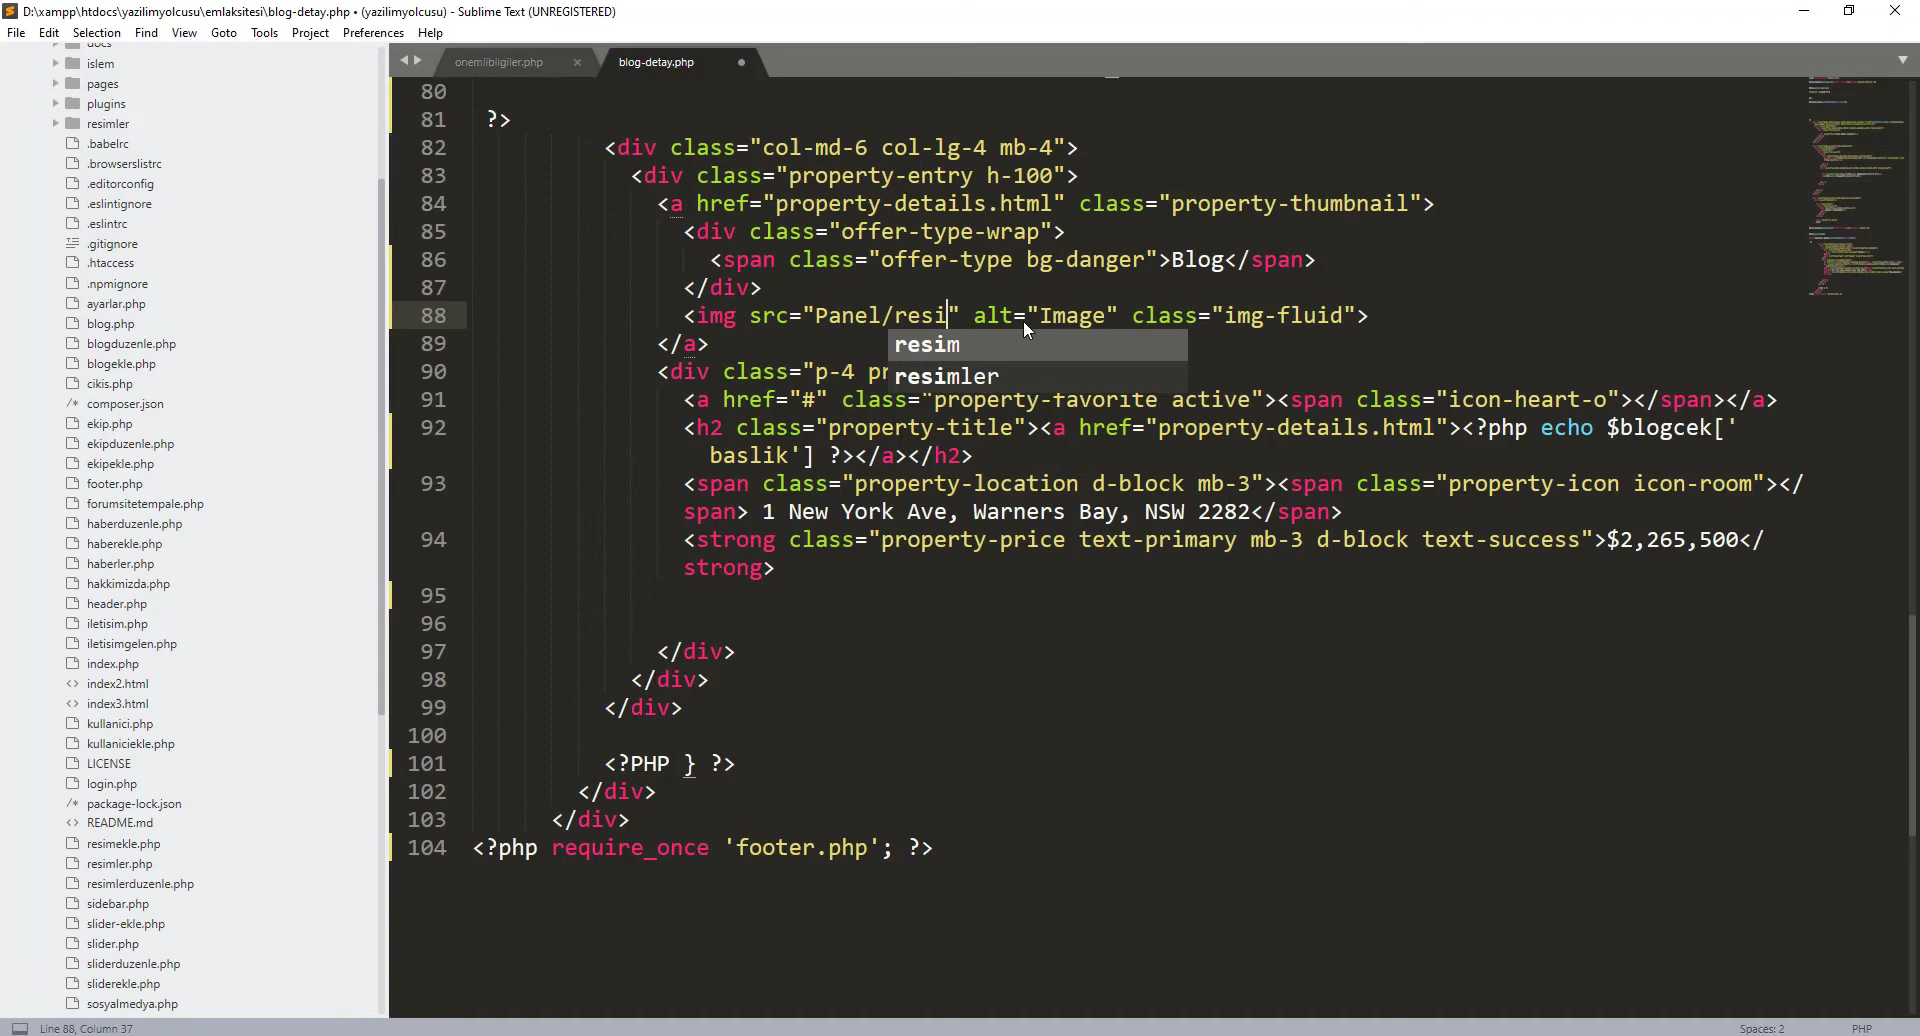 D:\xampp\htdocs\yazilimyolcusu\emlaksitesi\blog-detay.php • (yazilimyolcusu) - Sublime Text (UNREGISTERED)
File Edit Selection Find View Goto Tools Project Preferences Help
docs
islem
pages
plugins
resimler
.babelrc
.browserslistrc
.editorconfig
.eslintignore
.eslintrc
.gitignore
.htaccess
.npmignore
ayarlar.php
blog.php
blogduzenle.php
blogekle.php
cikis.php
composer.json
ekip.php
ekipduzenle.php
ekipekle.php
footer.php
forumsitetempale.php
haberduzenle.php
haberekle.php
haberler.php
hakkimizda.php
header.php
iletisim.php
iletisimgelen.php
index.php
index2.html
index3.html
kullanici.php
kullaniciekle.php
LICENSE
login.php
package-lock.json
README.md
resimekle.php
resimler.php
resimlerduzenle.php
sidebar.php
slider-ekle.php
slider.php
sliderduzenle.php
sliderekle.php
sosyalmedya.php
onemlibilgiler.php × blog-detay.php •
80
81 ?>
82 <div class="col-md-6 col-lg-4 mb-4">
83 <div class="property-entry h-100">
84 <a href="property-details.html" class="property-thumbnail">
85 <div class="offer-type-wrap">
86 <span class="offer-type bg-danger">Blog</span>
87 </div>
88 <img src="Panel/resi" alt="Image" class="img-fluid">
89 </a>
resim
90 <div class="p-4 pr
resimler
91 <a href="#" class="property-favorite active"><span class="icon-heart-o"></span></a>
92 <h2 class="property-title"><a href="property-details.html"><?php echo $blogcek['
baslik'] ?></a></h2>
93 <span class="property-location d-block mb-3"><span class="property-icon icon-room"></
span> 1 New York Ave, Warners Bay, NSW 2282</span>
94 <strong class="property-price text-primary mb-3 d-block text-success">$2,265,500</
strong>
95
96
97 </div>
98 </div>
99 </div>
100
101 <?PHP } ?>
102 </div>
103 </div>
104 <?php require_once 'footer.php'; ?>
Line 88, Column 37 Spaces: 2 PHP